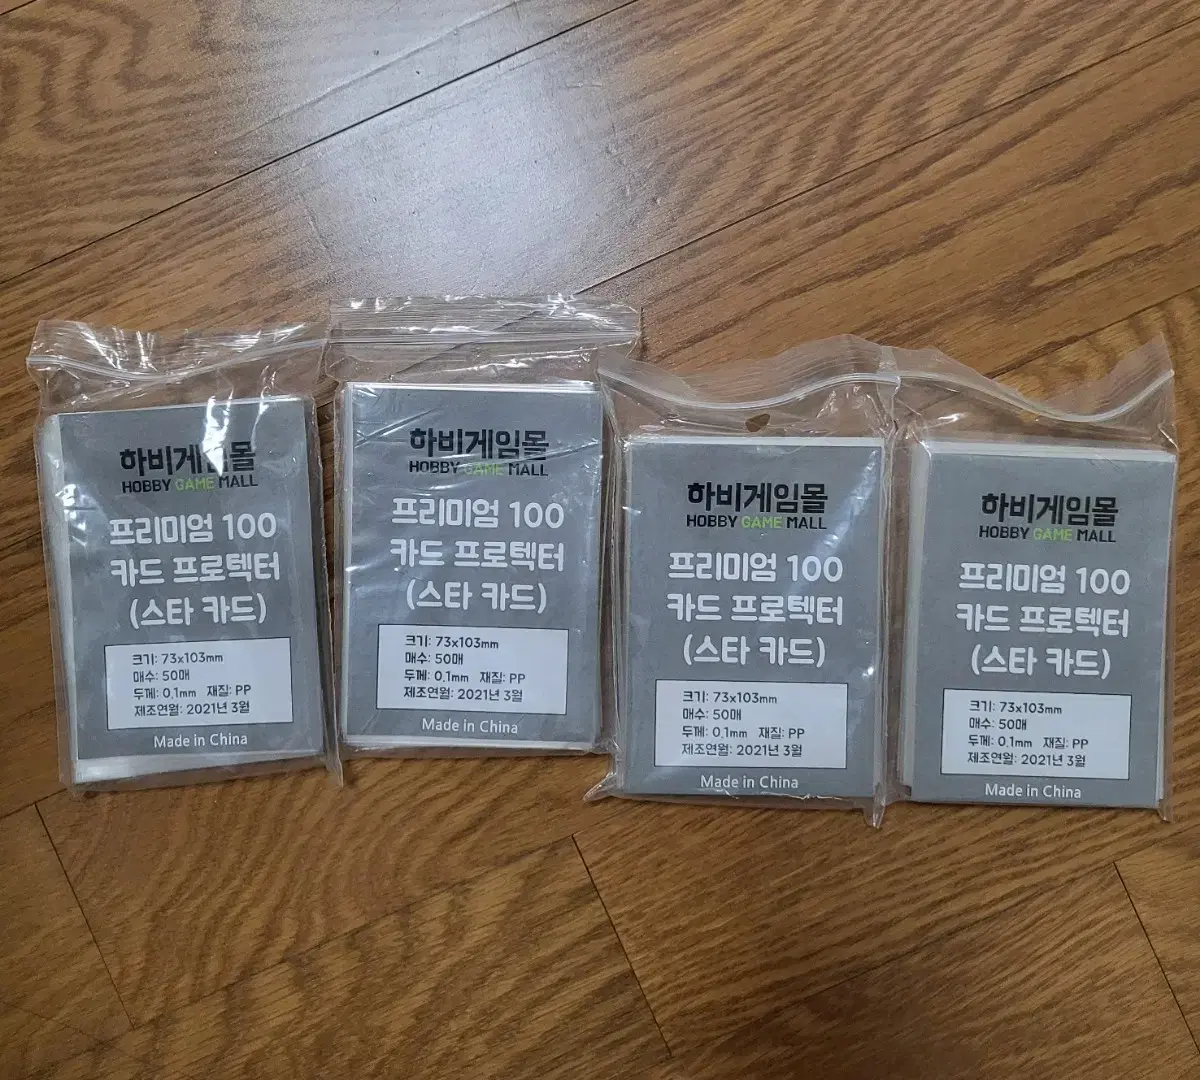 하비게임몰
HOBBY GAME MALL
프리미엄 100
카드 프로텍터
(스타 카드)
크기: 73x103mm
매수: 50매
두께: 0.1mm 재질: PP
제조연월: 2021년 3월
Made in China
하비게임몰
HOBBY GAME MALL
프리미엄 100
카드 프로텍터
(스타 카드)
크기: 73x103mm
매수: 50매
두께: 0.1mm 재질: PP
제조연월: 2021년 3월
Made in China
하비게임몰
HOBBY GAME MALL
프리미엄 100
카드 프로텍터
(스타 카드)
크기: 73x103mm
매수: 50매
두께: 0.1mm 재질: PP
제조연월: 2021년 3월
Made in China
하비게임몰
HOBBY GAME MALL
프리미엄 100
카드 프로텍터
(스타 카드)
크기: 73x103mm
매수: 50매
두께: 0.1mm 재질: PP
제조연월: 2021년 3월
Made in China